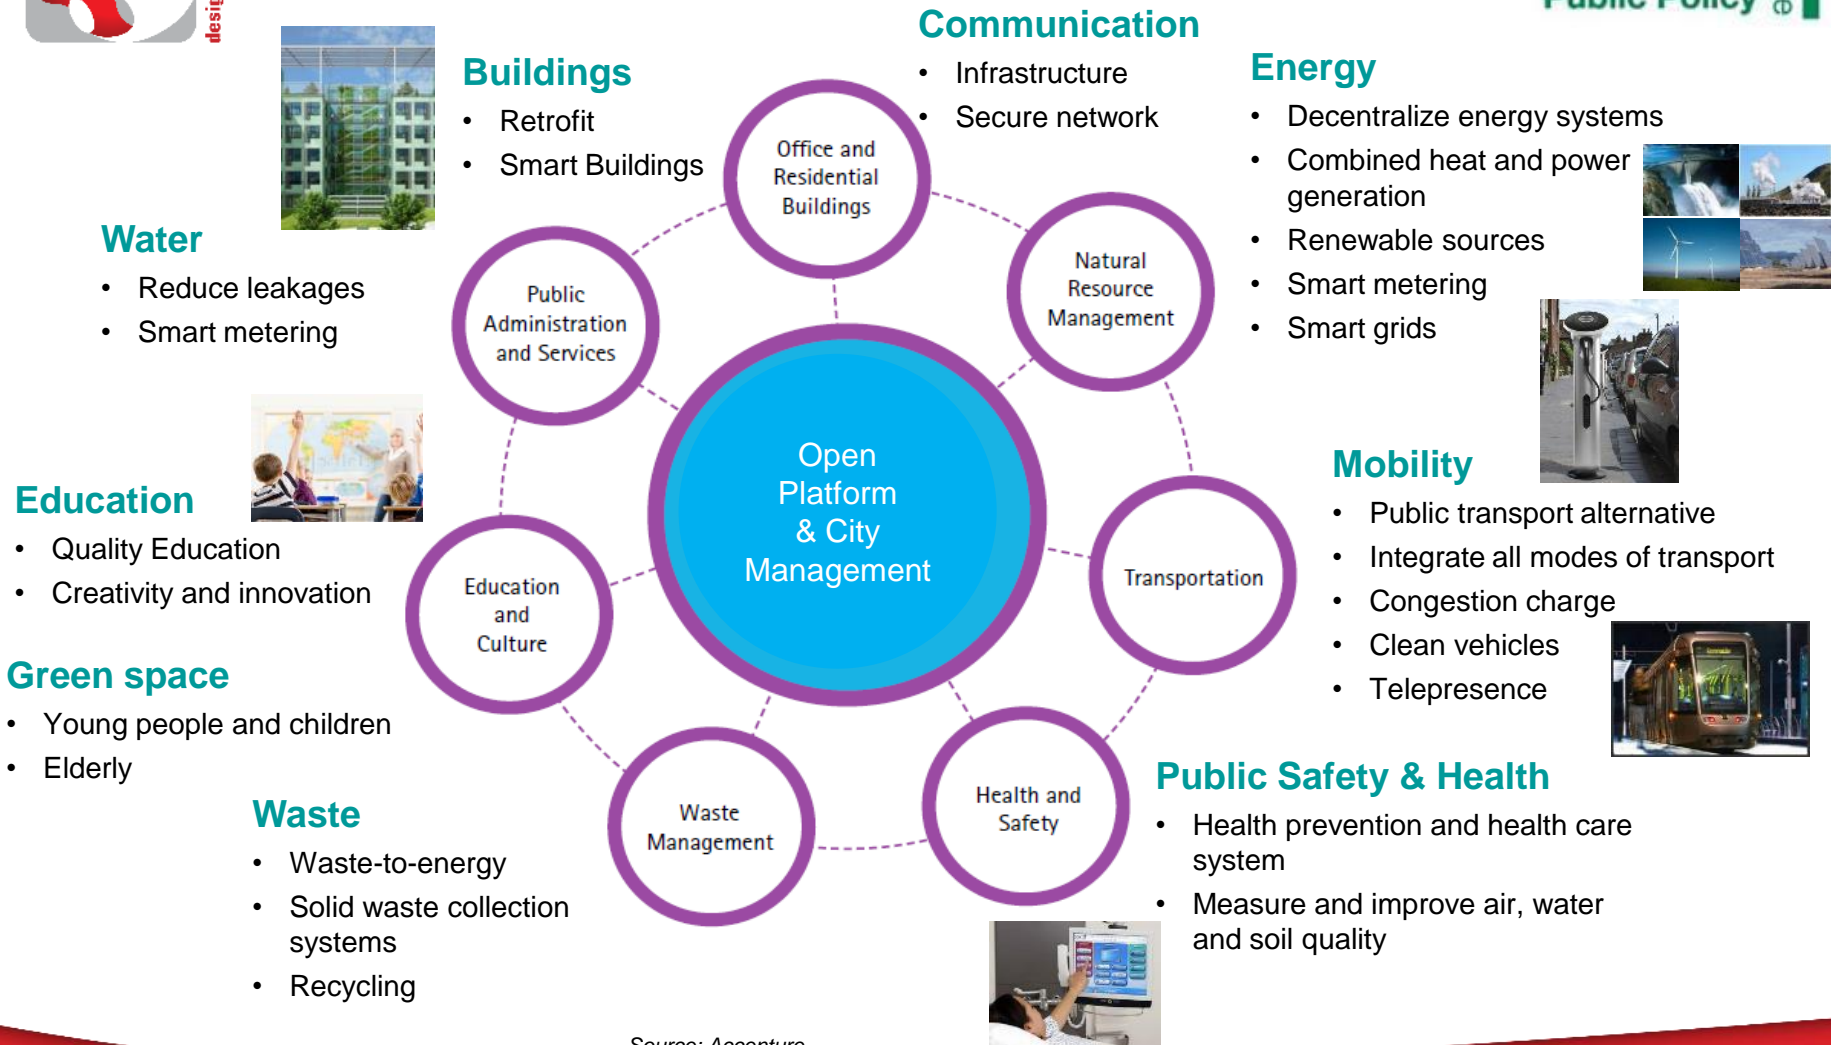 Public Policy
Communication
• Infrastructure
• Secure network
Buildings
• Retrofit
• Smart Buildings
Energy
• Decentralize energy systems
• Combined heat and power
generation
• Renewable sources
• Smart metering
• Smart grids
Water
• Reduce leakages
• Smart metering
Office and
Residential
Buildings
Natural
Resource
Management
Public
Administration
and Services
Open
Platform
& City
Management
Mobility
• Public transport alternative
• Integrate all modes of transport
• Congestion charge
• Clean vehicles
• Telepresence
Education
• Quality Education
• Creativity and innovation
Education
and
Culture
Transportation
Green space
• Young people and children
• Elderly
Waste
• Waste-to-energy
• Solid waste collection
systems
• Recycling
Waste
Management
Health and
Safety
Public Safety & Health
• Health prevention and health care
system
• Measure and improve air, water
and soil quality
Source: Accenture